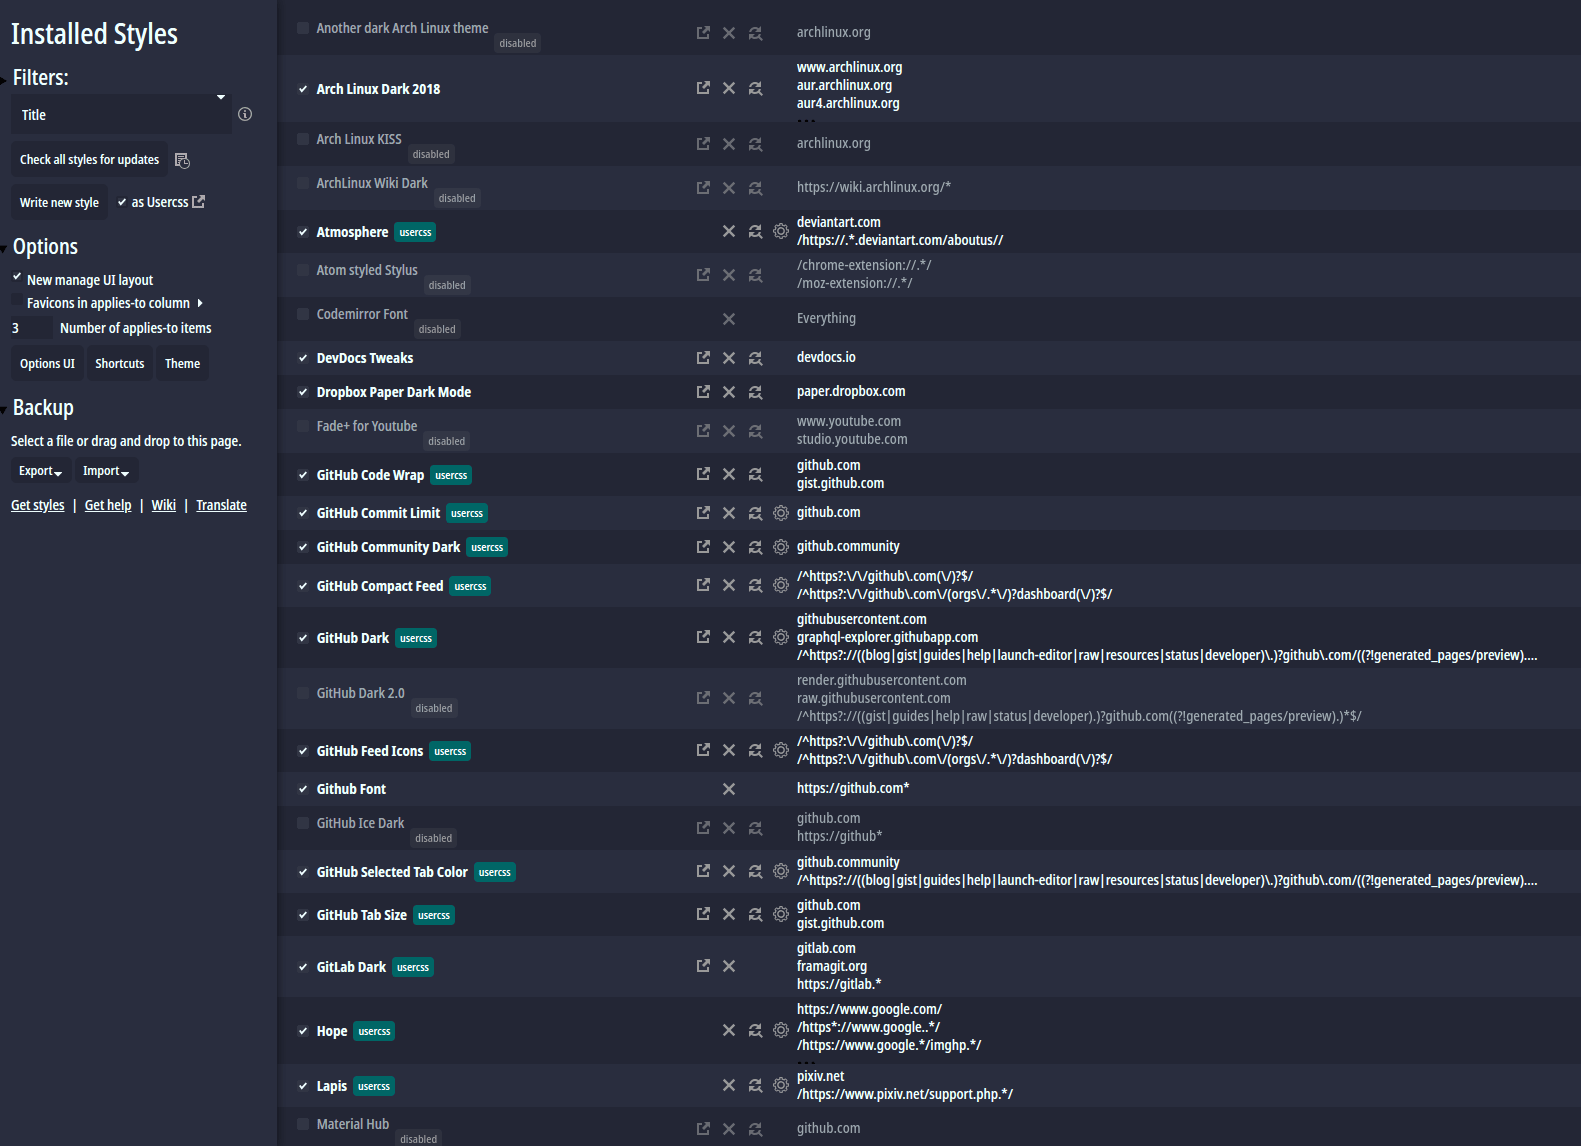 Installed Styles
Filters:
Title
Check all styles for updates
Write new style
as Usercss
Options
New manage UI layout
Favicons in applies-to column
3 Number of applies-to items
Options UI Shortcuts Theme
Backup
Select a file or drag and drop to this page.
Export Import
Get styles | Get help | Wiki | Translate
Another dark Arch Linux theme disabled
archlinux.org
Arch Linux Dark 2018
www.archlinux.org
aur.archlinux.org
aur4.archlinux.org
...
Arch Linux KISS disabled
archlinux.org
ArchLinux Wiki Dark disabled
https://wiki.archlinux.org/*
Atmosphere usercss
deviantart.com
/https://.*.deviantart.com/aboutus//
Atom styled Stylus disabled
/chrome-extension://.*/
/moz-extension://.*/
Codemirror Font disabled
Everything
DevDocs Tweaks
devdocs.io
Dropbox Paper Dark Mode
paper.dropbox.com
Fade+ for Youtube disabled
www.youtube.com
studio.youtube.com
GitHub Code Wrap usercss
github.com
gist.github.com
GitHub Commit Limit usercss
github.com
GitHub Community Dark usercss
github.community
GitHub Compact Feed usercss
/^https?:\/\/github\.com(\/)?$/
/^https?:\/\/github\.com\/(orgs\/.*\/)?dashboard(\/)?$/
GitHub Dark usercss
githubusercontent.com
graphql-explorer.githubapp.com
/^https?://((blog|gist|guides|help|launch-editor|raw|resources|status|developer)\.)?github\.com/((?!generated_pages/preview)....
GitHub Dark 2.0 disabled
render.githubusercontent.com
raw.githubusercontent.com
/^https?://((gist|guides|help|raw|status|developer).)?github.com((?!generated_pages/preview).)*$/
GitHub Feed Icons usercss
/^https?:\/\/github\.com(\/)?$/
/^https?:\/\/github\.com\/(orgs\/.*\/)?dashboard(\/)?$/
Github Font
https://github.com*
GitHub Ice Dark disabled
github.com
https://github*
GitHub Selected Tab Color usercss
github.community
/^https?://((blog|gist|guides|help|launch-editor|raw|resources|status|developer)\.)?github\.com/((?!generated_pages/preview)....
GitHub Tab Size usercss
github.com
gist.github.com
GitLab Dark usercss
gitlab.com
framagit.org
https://gitlab.*
Hope usercss
https://www.google.com/
/https*://www.google..*/
/https://www.google.*/imghp.*/
...
Lapis usercss
pixiv.net
/https://www.pixiv.net/support.php.*/
Material Hub disabled
github.com